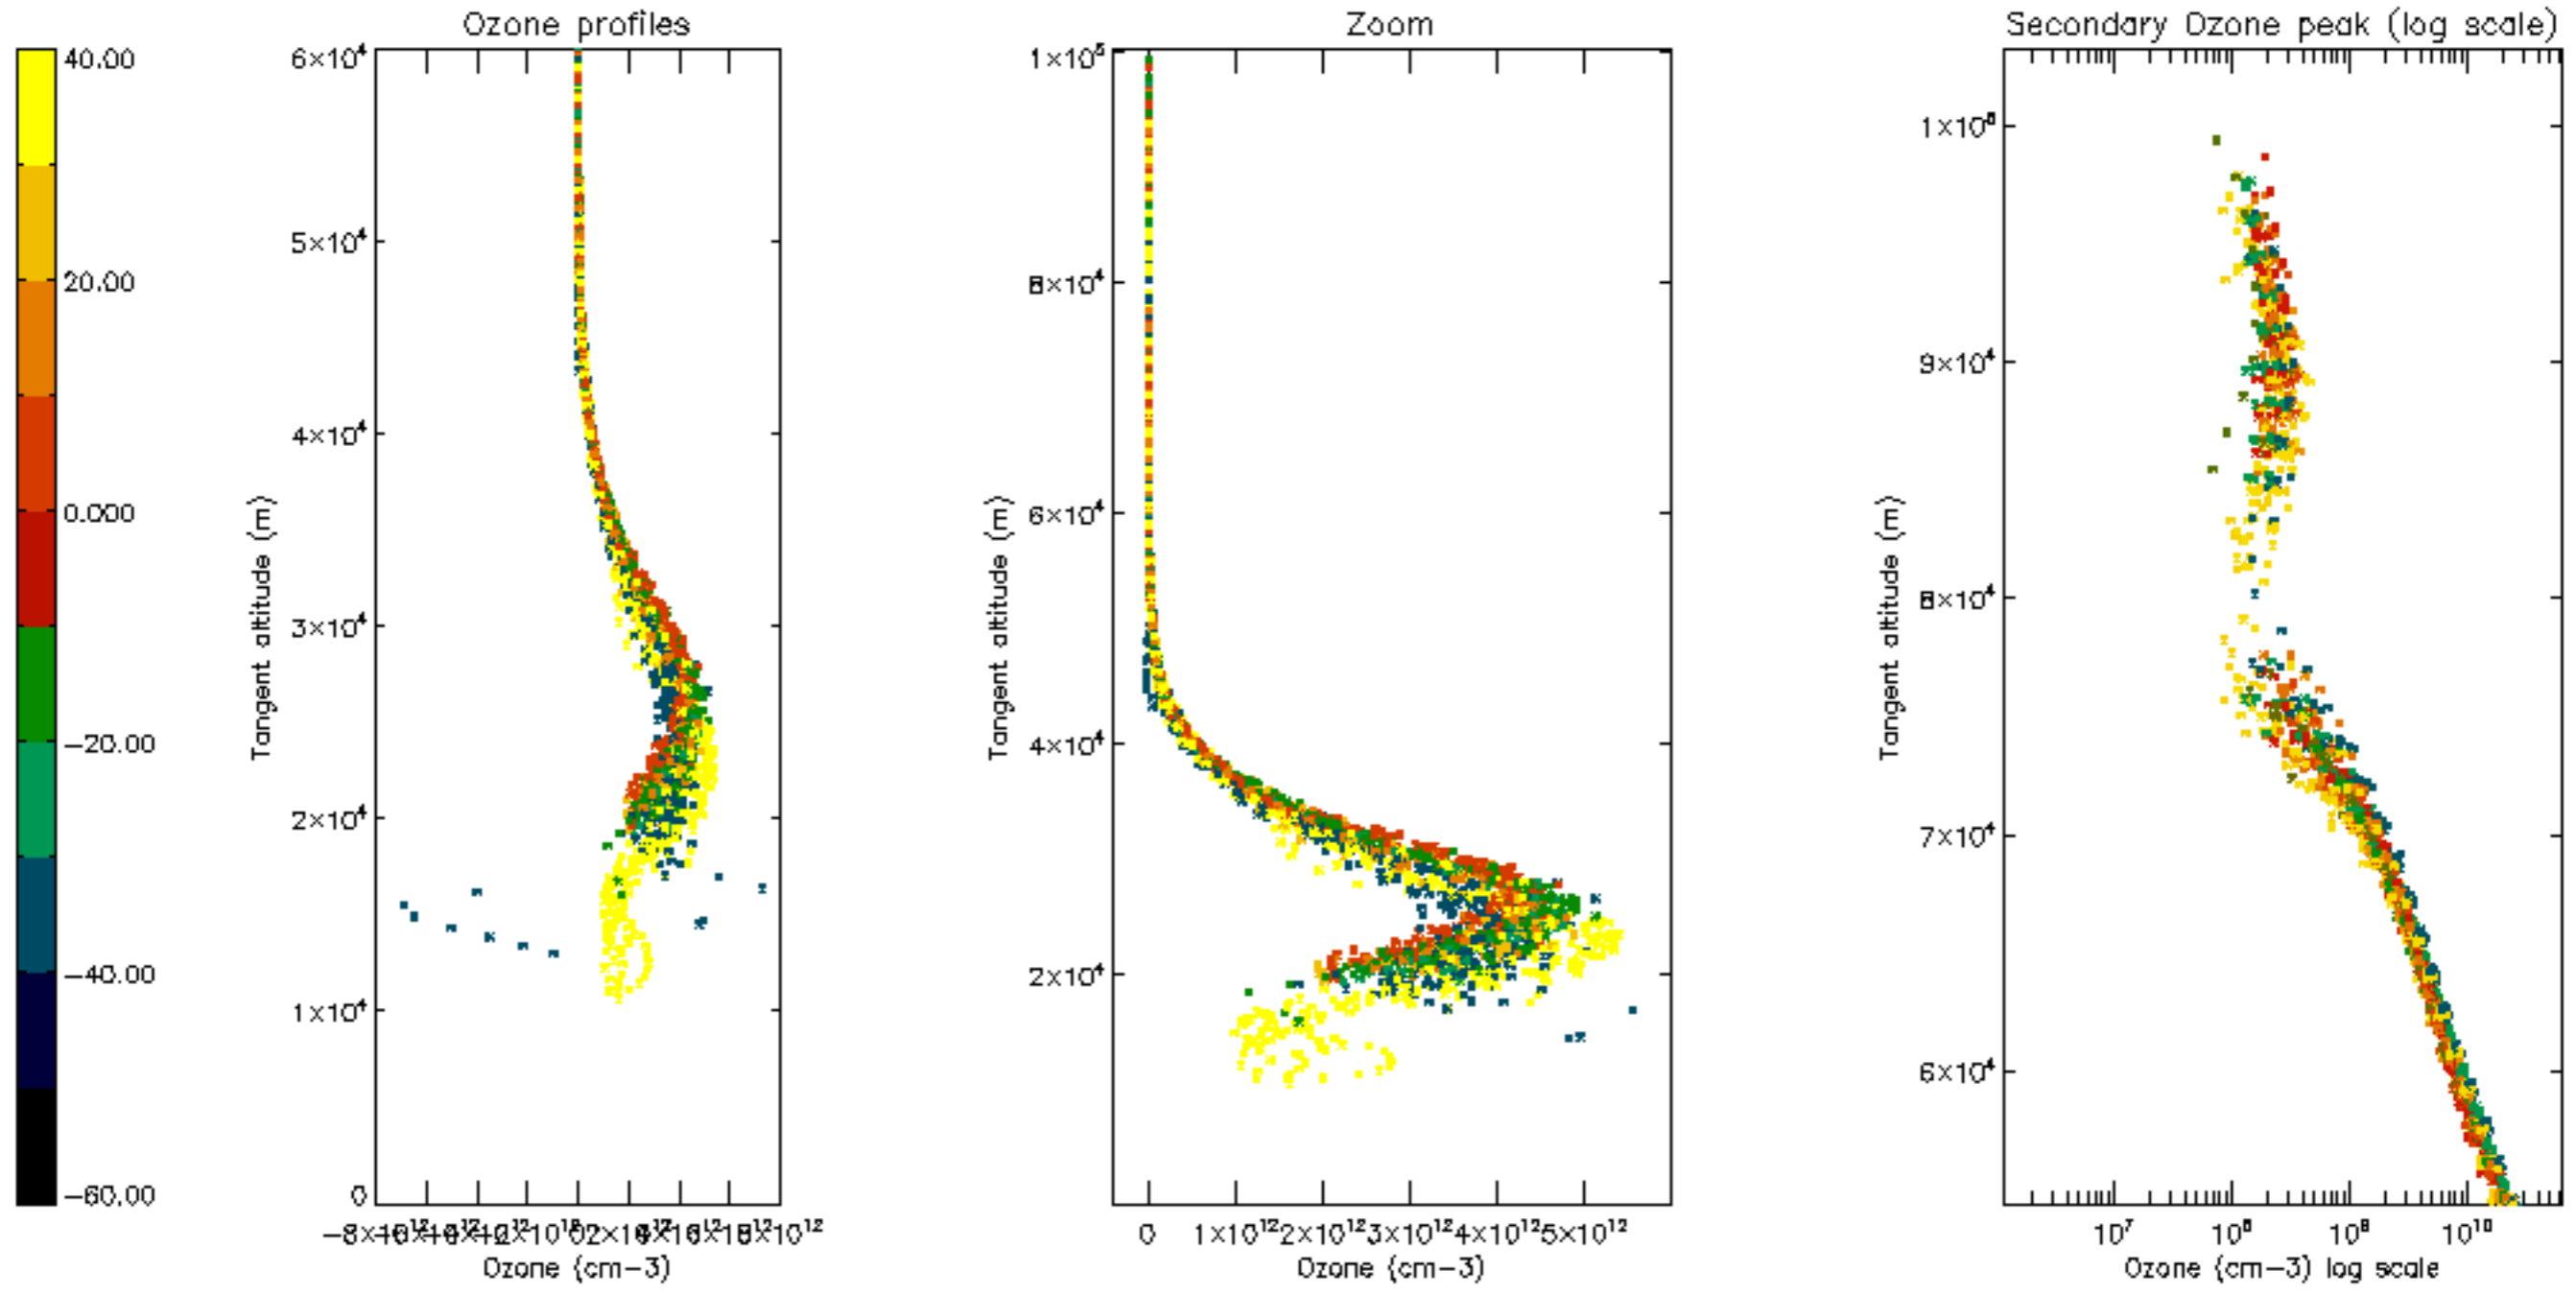 Ozone profiles
Zoom
Secondary Ozone peak (log scale)
40.00
20.00
0.000
−20.00
−40.00
−60.00
6×10⁴
5×10⁴
4×10⁴
3×10⁴
2×10⁴
1×10⁴
0
Tangent altitude (m)
Ozone (cm−3)
1×10⁵
8×10⁴
6×10⁴
4×10⁴
2×10⁴
Tangent altitude (m)
0 1×10¹² 2×10¹² 3×10¹² 4×10¹² 5×10¹²
Ozone (cm−3)
1×10⁵
9×10⁴
8×10⁴
7×10⁴
6×10⁴
Tangent altitude (m)
10⁷ 10⁸ 10⁹ 10¹⁰
Ozone (cm−3) log scale